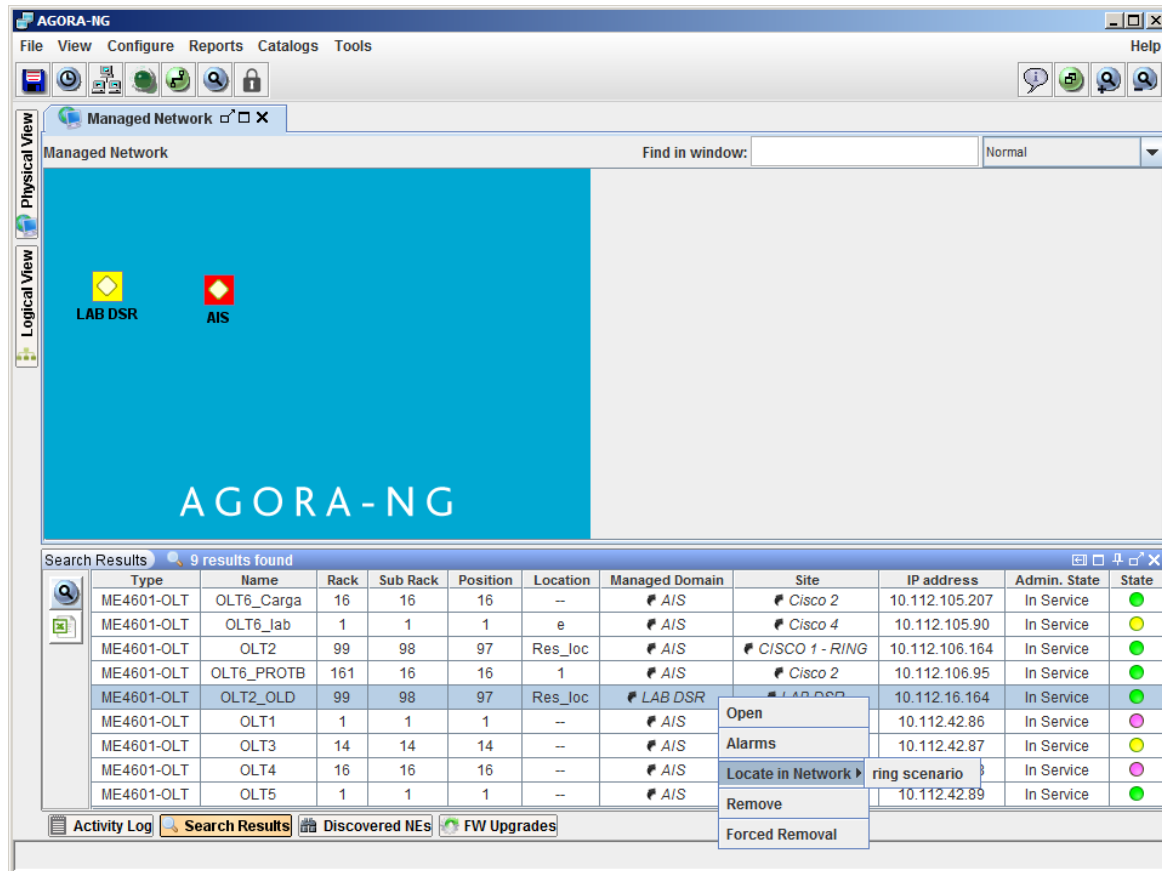 AGORA-NG
File View Configure Reports Catalogs Tools Help
Physical View
Logical View
Managed Network
Managed Network Find in window: Normal
LAB DSR AIS
AGORA-NG
Search Results 9 results found
Type Name Rack Sub Rack Position Location Managed Domain Site IP address Admin. State State
ME4601-OLT OLT6_Carga 16 16 16 -- AIS Cisco 2 10.112.105.207 In Service
ME4601-OLT OLT6_lab 1 1 1 e AIS Cisco 4 10.112.105.90 In Service
ME4601-OLT OLT2 99 98 97 Res_loc AIS CISCO 1 - RING 10.112.106.164 In Service
ME4601-OLT OLT6_PROTB 161 16 16 1 AIS Cisco 2 10.112.106.95 In Service
ME4601-OLT OLT2_OLD 99 98 97 Res_loc LAB DSR LAB DSR 10.112.16.164 In Service
ME4601-OLT OLT1 1 1 1 -- AIS 10.112.42.86 In Service
ME4601-OLT OLT3 14 14 14 -- AIS 10.112.42.87 In Service
ME4601-OLT OLT4 16 16 16 -- AIS In Service
ME4601-OLT OLT5 1 1 1 -- AIS 10.112.42.89 In Service
Open
Alarms
Locate in Network ring scenario
Remove
Forced Removal
Activity Log Search Results Discovered NEs FW Upgrades